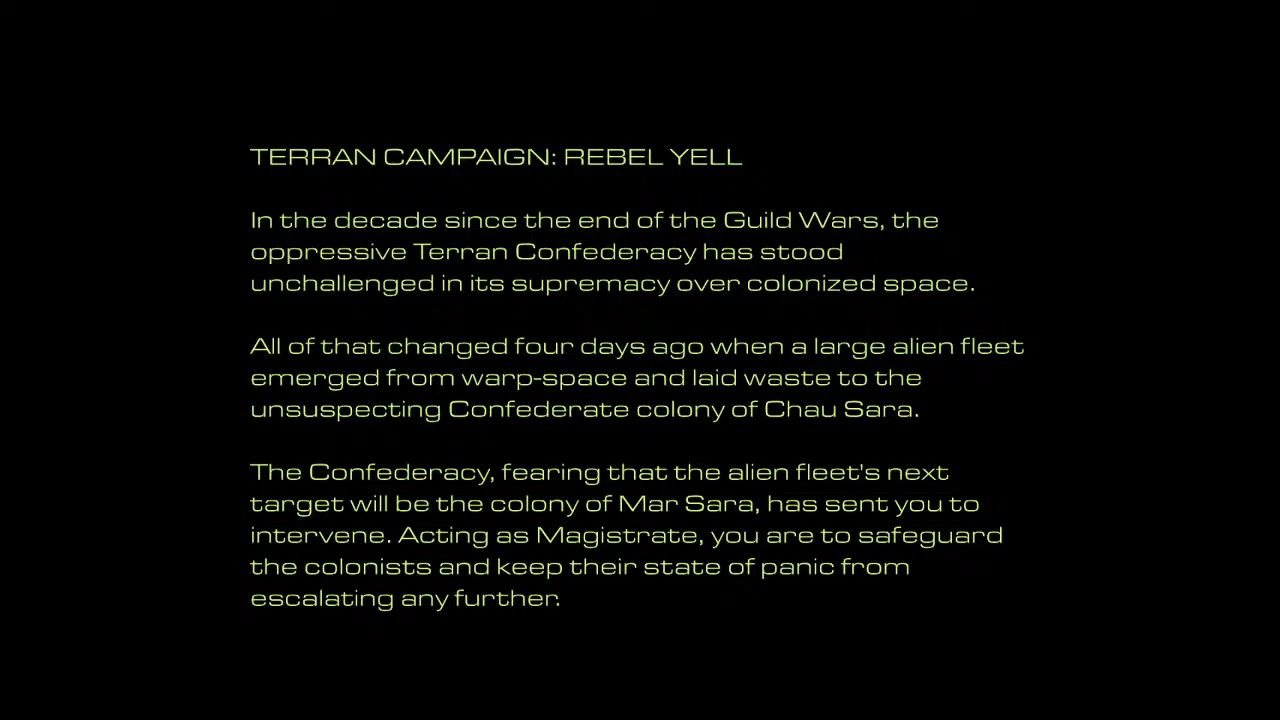 TERRAN CAMPAIGN: REBEL YELL
In the decade since the end of the Guild Wars, the
oppressive Terran Confederacy has stood
unchallenged in its supremacy over colonized space.
All of that changed four days ago when a large alien fleet
emerged from warp-space and laid waste to the
unsuspecting Confederate colony of Chau Sara.
The Confederacy, fearing that the alien fleet's next
target will be the colony of Mar Sara, has sent you to
intervene. Acting as Magistrate, you are to safeguard
the colonists and keep their state of panic from
escalating any further.